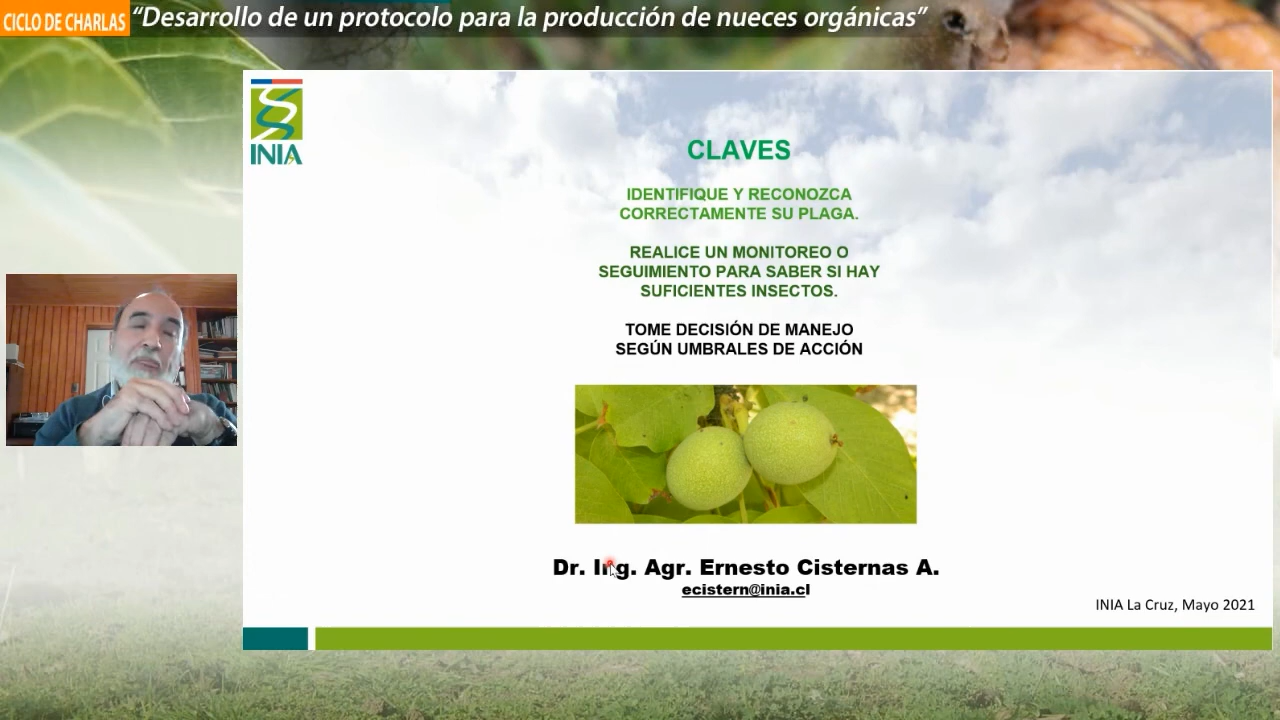 CICLO DE CHARLAS “Desarrollo de un protocolo para la producción de nueces orgánicas”
INIA
CLAVES
IDENTIFIQUE Y RECONOZCA
CORRECTAMENTE SU PLAGA.
REALICE UN MONITOREO O
SEGUIMIENTO PARA SABER SI HAY
SUFICIENTES INSECTOS.
TOME DECISIÓN DE MANEJO
SEGÚN UMBRALES DE ACCIÓN
Dr. Ing. Agr. Ernesto Cisternas A.
ecistern@inia.cl
INIA La Cruz, Mayo 2021